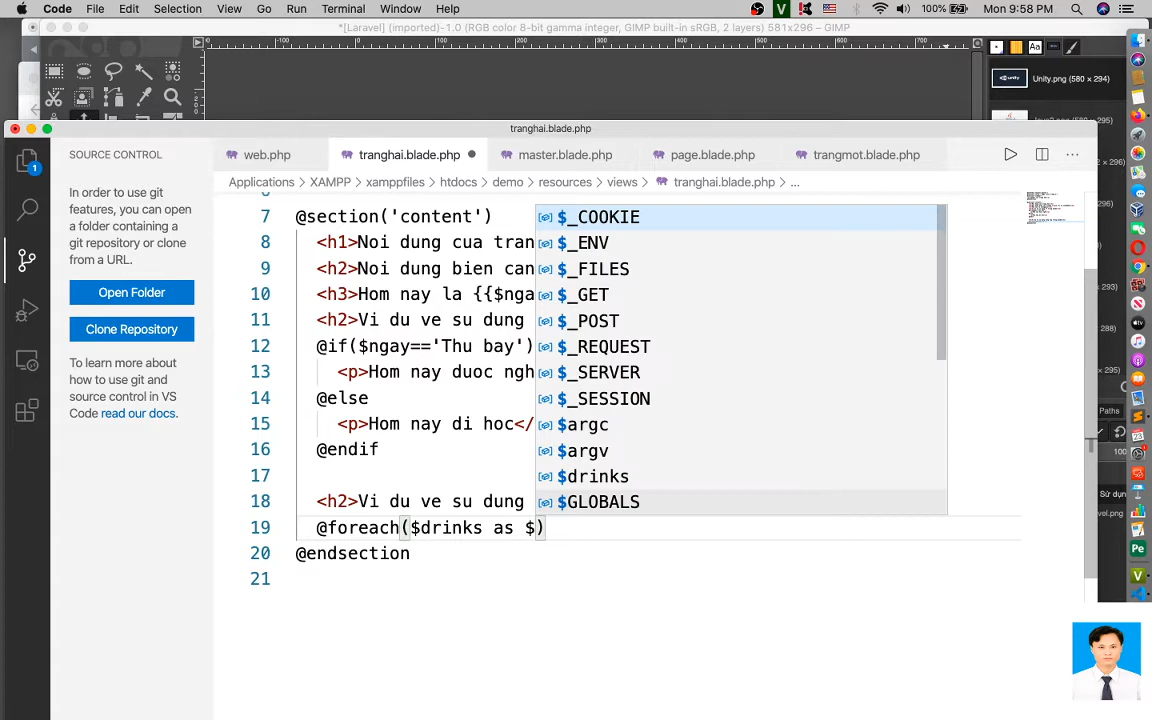 Code File Edit Selection View Go Run Terminal Window Help
V
100%
Mon 9:58 PM
*[Laravel] (imported)-1.0 (RGB color 8-bit gamma integer, GIMP built-in sRGB, 2 layers) 581x296 – GIMP
Aa
Unity.png (580 × 294)
tranghai.blade.php
SOURCE CONTROL
web.php
tranghai.blade.php
master.blade.php
page.blade.php
trangmot.blade.php
Applications > XAMPP > xamppfiles > htdocs > demo > resources > views > tranghai.blade.php > ...
1
In order to use git
features, you can open
a folder containing a
git repository or clone
from a URL.
Open Folder
Clone Repository
To learn more about
how to use git and
source control in VS
Code read our docs.
7 @section('content')
8 <h1>Noi dung cua tran
9 <h2>Noi dung bien can
10 <h3>Hom nay la {{$nga
11 <h2>Vi du ve su dung
12 @if($ngay=='Thu bay')
13 <p>Hom nay duoc ngh
14 @else
15 <p>Hom nay di hoc</
16 @endif
17
18 <h2>Vi du ve su dung
19 @foreach($drinks as $)
20 @endsection
21
$_COOKIE
$_ENV
$_FILES
$_GET
$_POST
$_REQUEST
$_SERVER
$_SESSION
$argc
$argv
$drinks
$GLOBALS
Paths
100
Sử dụn
vel.png
Pe
V